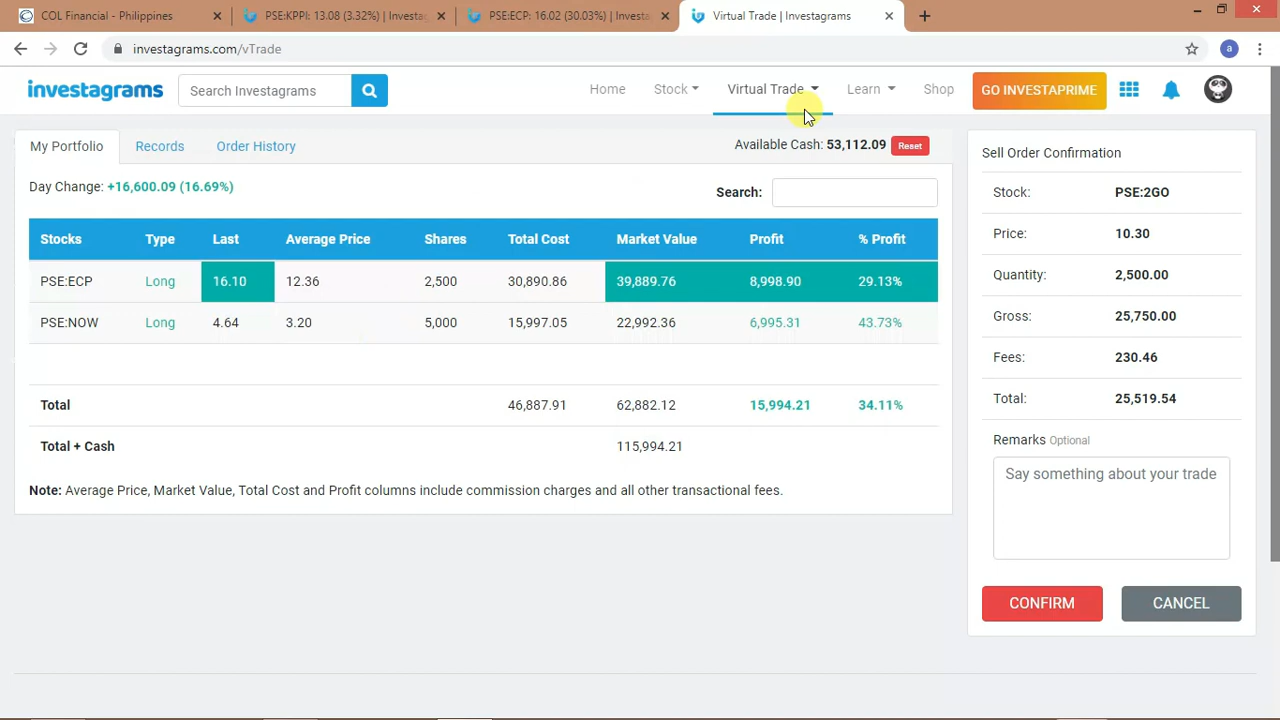 COL Financial - Philippines
PSE:KPPI: 13.08 (3.32%) | Investa
PSE:ECP: 16.02 (30.03%) | Investa
Virtual Trade | Investagrams
investagrams.com/vTrade
a
investagrams
Search Investagrams
Home
Stock
Virtual Trade
Learn
Shop
GO INVESTAPRIME
My Portfolio
Records
Order History
Available Cash: 53,112.09
Reset
Day Change: +16,600.09 (16.69%)
Search:
Stocks Type Last Average Price Shares Total Cost Market Value Profit % Profit
PSE:ECP Long 16.10 12.36 2,500 30,890.86 39,889.76 8,998.90 29.13%
PSE:NOW Long 4.64 3.20 5,000 15,997.05 22,992.36 6,995.31 43.73%
Total 46,887.91 62,882.12 15,994.21 34.11%
Total + Cash 115,994.21
Note: Average Price, Market Value, Total Cost and Profit columns include commission charges and all other transactional fees.
Sell Order Confirmation
Stock: PSE:2GO
Price: 10.30
Quantity: 2,500.00
Gross: 25,750.00
Fees: 230.46
Total: 25,519.54
Remarks Optional
Say something about your trade
CONFIRM
CANCEL